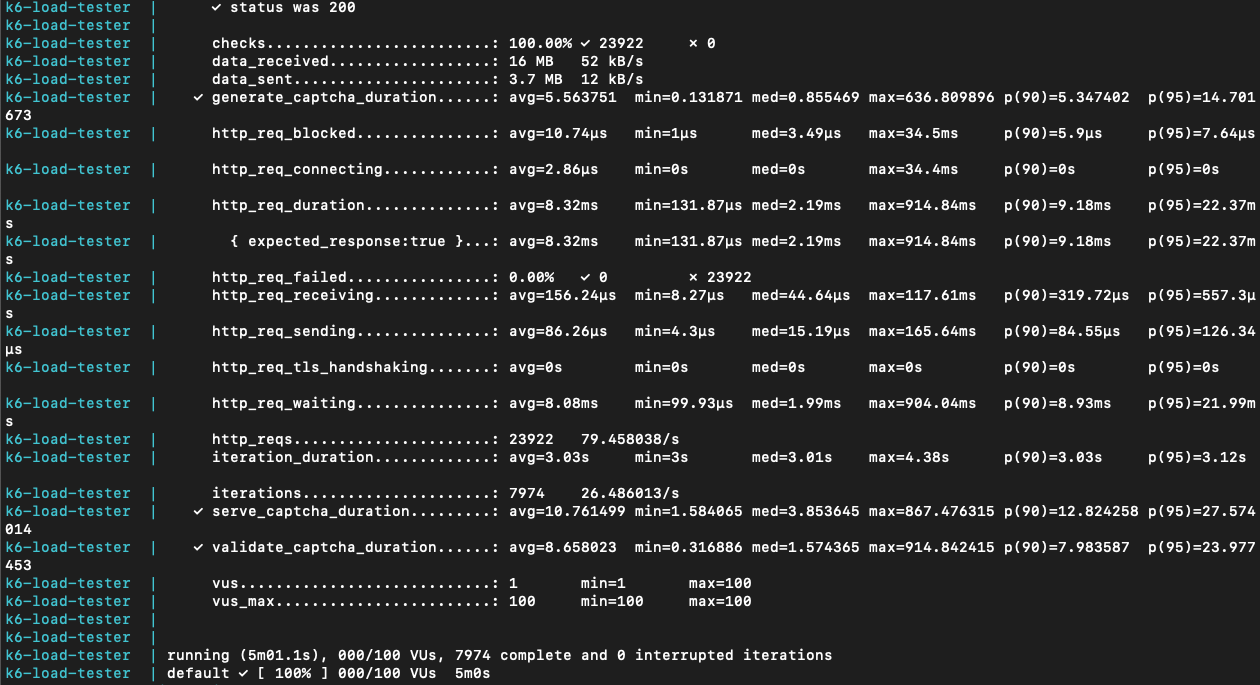 k6-load-tester  |      ✓ status was 200
k6-load-tester  |
k6-load-tester  |      checks.........................: 100.00% ✓ 23922     ✗ 0
k6-load-tester  |      data_received..................: 16 MB   52 kB/s
k6-load-tester  |      data_sent......................: 3.7 MB  12 kB/s
k6-load-tester  |    ✓ generate_captcha_duration......: avg=5.563751  min=0.131871 med=0.855469 max=636.809896 p(90)=5.347402  p(95)=14.701
673
k6-load-tester  |      http_req_blocked...............: avg=10.74µs   min=1µs      med=3.49µs   max=34.5ms     p(90)=5.9µs     p(95)=7.64µs
k6-load-tester  |      http_req_connecting............: avg=2.86µs    min=0s       med=0s       max=34.4ms     p(90)=0s        p(95)=0s
k6-load-tester  |      http_req_duration..............: avg=8.32ms    min=131.87µs med=2.19ms   max=914.84ms   p(90)=9.18ms    p(95)=22.37m
s
k6-load-tester  |        { expected_response:true }...: avg=8.32ms    min=131.87µs med=2.19ms   max=914.84ms   p(90)=9.18ms    p(95)=22.37m
s
k6-load-tester  |      http_req_failed................: 0.00%   ✓ 0         ✗ 23922
k6-load-tester  |      http_req_receiving.............: avg=156.24µs  min=8.27µs   med=44.64µs  max=117.61ms   p(90)=319.72µs  p(95)=557.3µ
s
k6-load-tester  |      http_req_sending...............: avg=86.26µs   min=4.3µs    med=15.19µs  max=165.64ms   p(90)=84.55µs   p(95)=126.34
µs
k6-load-tester  |      http_req_tls_handshaking.......: avg=0s        min=0s       med=0s       max=0s         p(90)=0s        p(95)=0s
k6-load-tester  |      http_req_waiting...............: avg=8.08ms    min=99.93µs  med=1.99ms   max=904.04ms   p(90)=8.93ms    p(95)=21.99m
s
k6-load-tester  |      http_reqs......................: 23922   79.458038/s
k6-load-tester  |      iteration_duration.............: avg=3.03s     min=3s       med=3.01s    max=4.38s      p(90)=3.03s     p(95)=3.12s
k6-load-tester  |      iterations.....................: 7974    26.486013/s
k6-load-tester  |    ✓ serve_captcha_duration.........: avg=10.761499 min=1.584065 med=3.853645 max=867.476315 p(90)=12.824258 p(95)=27.574
014
k6-load-tester  |    ✓ validate_captcha_duration......: avg=8.658023  min=0.316886 med=1.574365 max=914.842415 p(90)=7.983587  p(95)=23.977
453
k6-load-tester  |      vus............................: 1       min=1       max=100
k6-load-tester  |      vus_max........................: 100     min=100     max=100
k6-load-tester  |
k6-load-tester  |
k6-load-tester  | running (5m01.1s), 000/100 VUs, 7974 complete and 0 interrupted iterations
k6-load-tester  | default ✓ [ 100% ] 000/100 VUs  5m0s